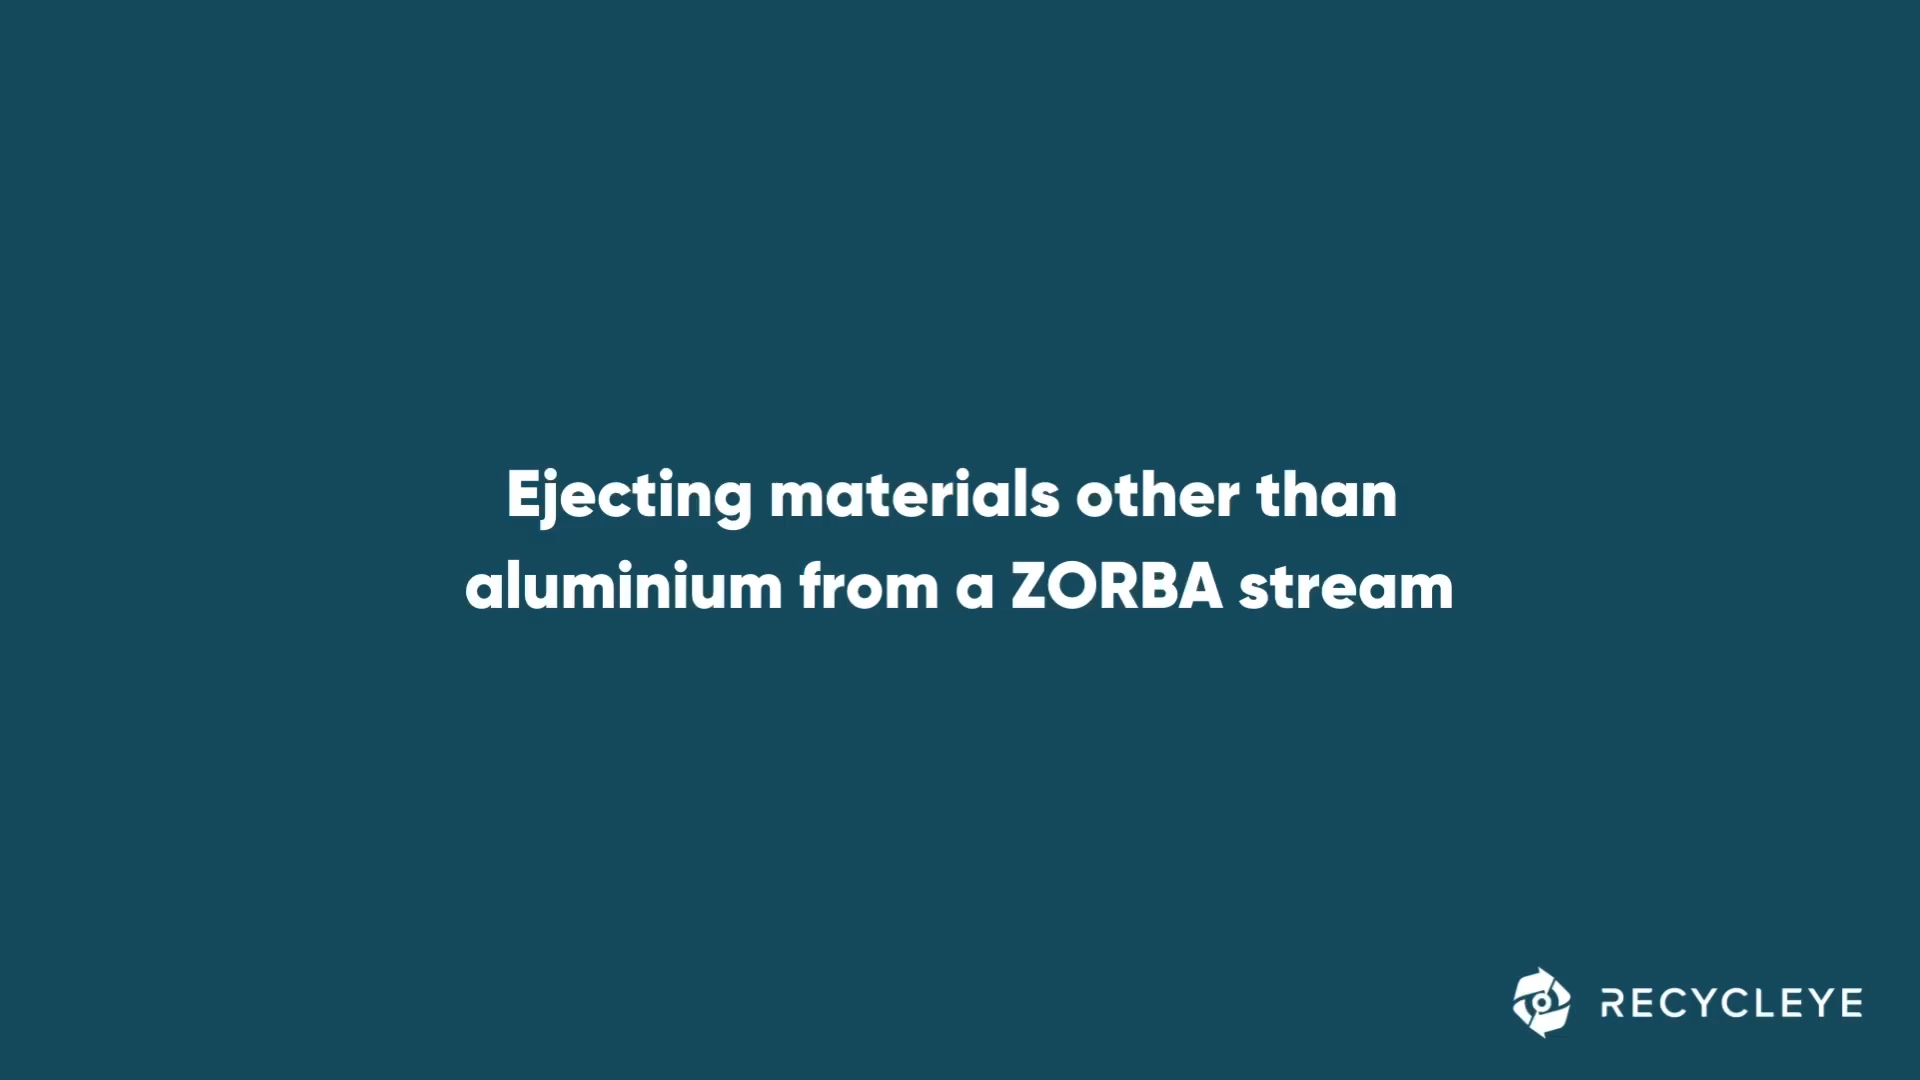 Ejecting materials other than
aluminium from a ZORBA stream
RECYCLEYE